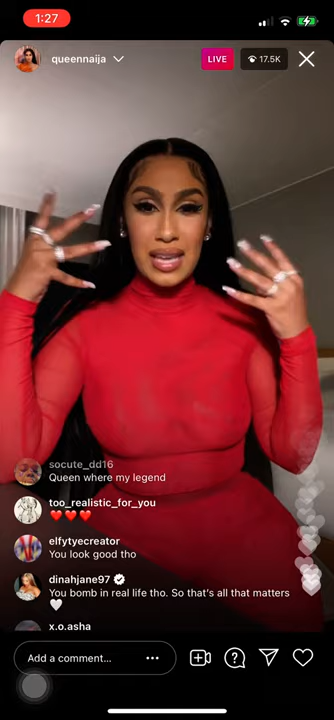 1:27
queennaija
LIVE
17.5K
socute_dd16
Queen where my legend
too_realistic_for_you
❤️❤️❤️
elfytyecreator
You look good tho
dinahjane97
You bomb in real life tho. So that's all that matters
🤍
x.o.asha
Add a comment...